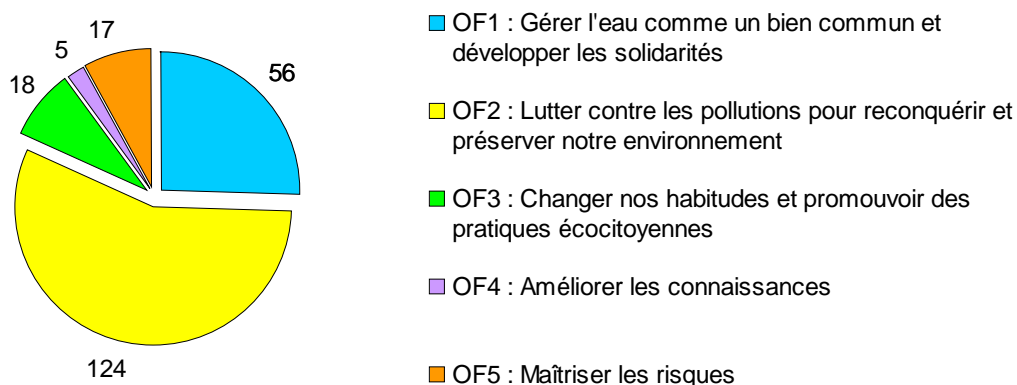 17
5
18
56
124
OF1 : Gérer l'eau comme un bien commun et
développer les solidarités
OF2 : Lutter contre les pollutions pour reconquérir et
préserver notre environnement
OF3 : Changer nos habitudes et promouvoir des
pratiques écocitoyennes
OF4 : Améliorer les connaissances
OF5 : Maîtriser les risques